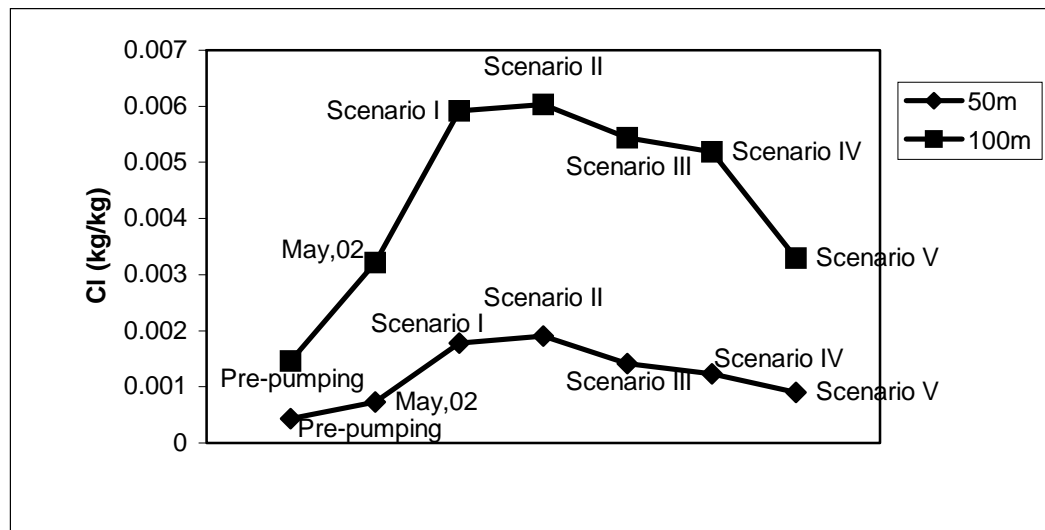 0.007
0.006
0.005
0.004
0.003
0.002
0.001
0
Cl (kg/kg)
Scenario II
Scenario I
Scenario III
Scenario IV
May,02
Scenario V
Pre-pumping
Scenario II
Scenario I
Scenario III
Scenario IV
Scenario V
May,02
Pre-pumping
50m
100m